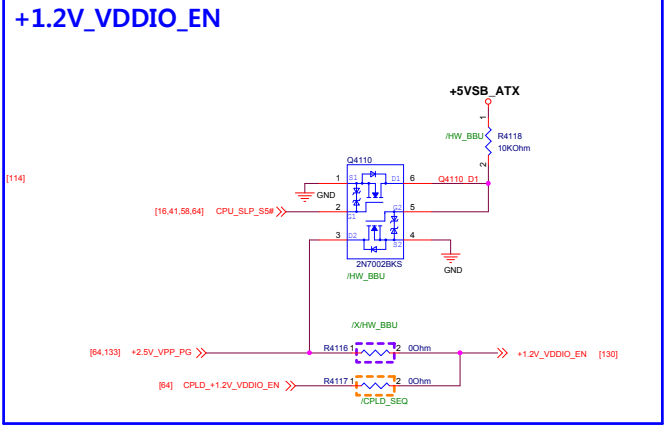 +1.2V_VDDIO_EN
+5VSB_ATX
1
/HW_BBU
R4118
10KOhm
2
Q4110
[114]
1 S1 D1 6 Q4110_D1
GND
[16,41,58,64] CPU_SLP_S5# 2 G1 G2 5
3 D2 S2 4
2N7002BKS
GND
/HW_BBU
/X/HW_BBU
[64,133] +2.5V_VPP_PG R4116 1 2 0Ohm +1.2V_VDDIO_EN [130]
[64] CPLD_+1.2V_VDDIO_EN R4117 1 2 0Ohm
/CPLD_SEQ